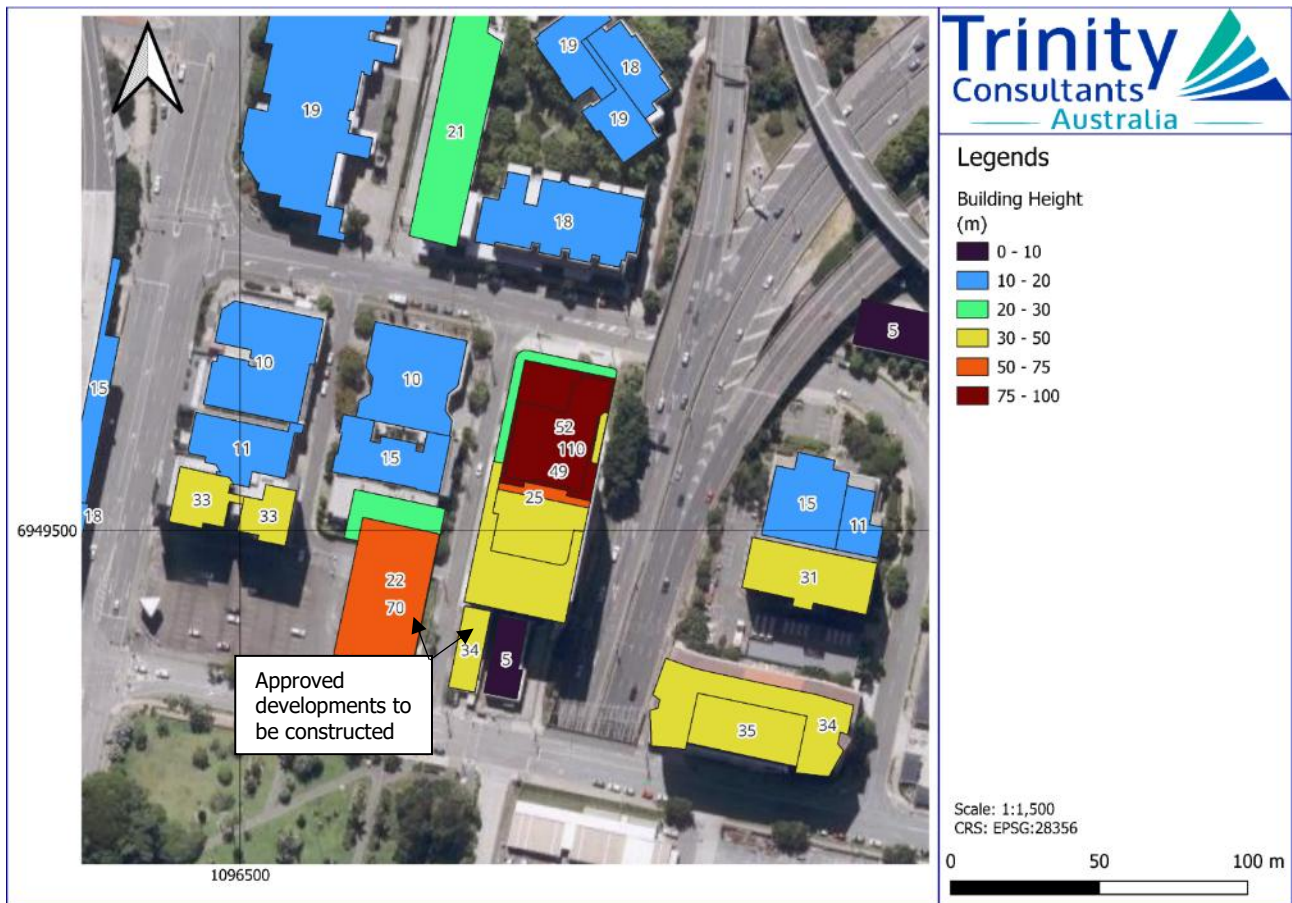 Trinity
Consultants
Australia
Legends
Building Height
(m)
0 - 10
10 - 20
20 - 30
30 - 50
50 - 75
75 - 100
Scale: 1:1,500
CRS: EPSG:28356
0 50 100 m
19
21
19
18
19
18
5
10
10
15
52
110
49
11
15
25
33
33
18
15
11
6949500
22
70
31
34
5
Approved
developments to
be constructed
35
34
1096500